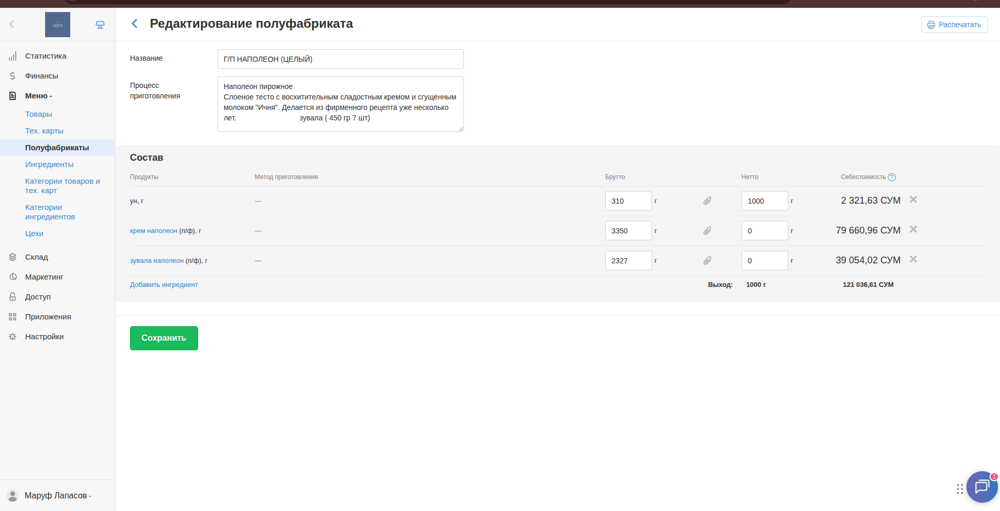 Редактирование полуфабриката
Распечатать
Статистика
Финансы
Меню
Товары
Тех. карты
Полуфабрикаты
Ингредиенты
Категории товаров и
тех. карт
Категории
ингредиентов
Цехи
Склад
Маркетинг
Доступ
Приложения
Настройки
Маруф Лапасов
Название
Г/П НАПОЛЕОН (ЦЕЛЫЙ)
Процесс
приготовления
Наполеон пирожное
Слоеное тесто с восхитительным сладостным кремом и сгущенным
молоком "Ичня". Делается из фирменного рецепта уже несколько
лет. зувала ( 450 гр 7 шт)
Состав
Продукты Метод приготовления Брутто Нетто Себестоимость ?
ун, г — 310 г 1000 г 2 321,63 СУМ
крем наполеон (п/ф), г — 3350 г 0 г 79 660,96 СУМ
зувала наполеон (п/ф), г — 2327 г 0 г 39 054,02 СУМ
Добавить ингредиент Выход: 1000 г 121 036,61 СУМ
Сохранить
1